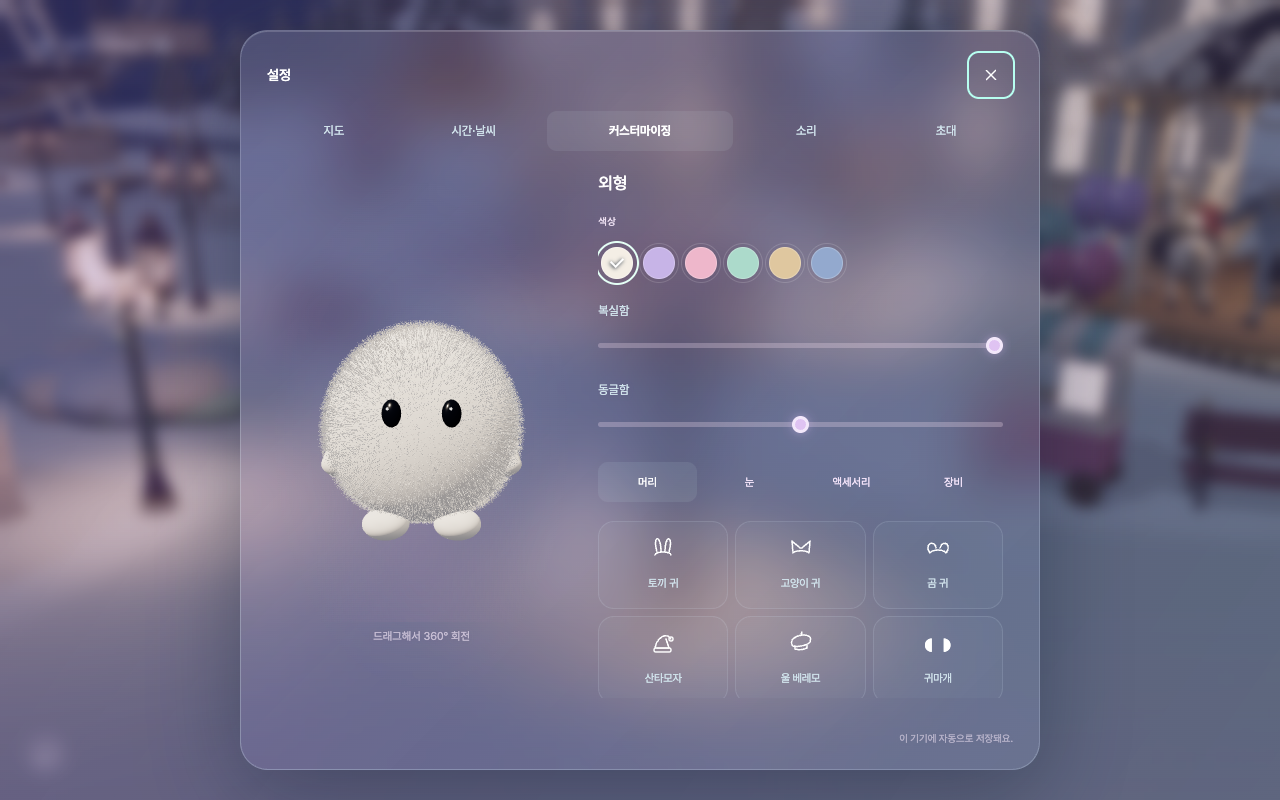 설정
지도
시간·날씨
커스터마이징
소리
초대
외형
색상
복실함
동글함
머리
눈
액세서리
장비
토끼 귀
고양이 귀
곰 귀
산타모자
울 베레모
귀마개
드래그해서 360° 회전
이 기기에 자동으로 저장돼요.